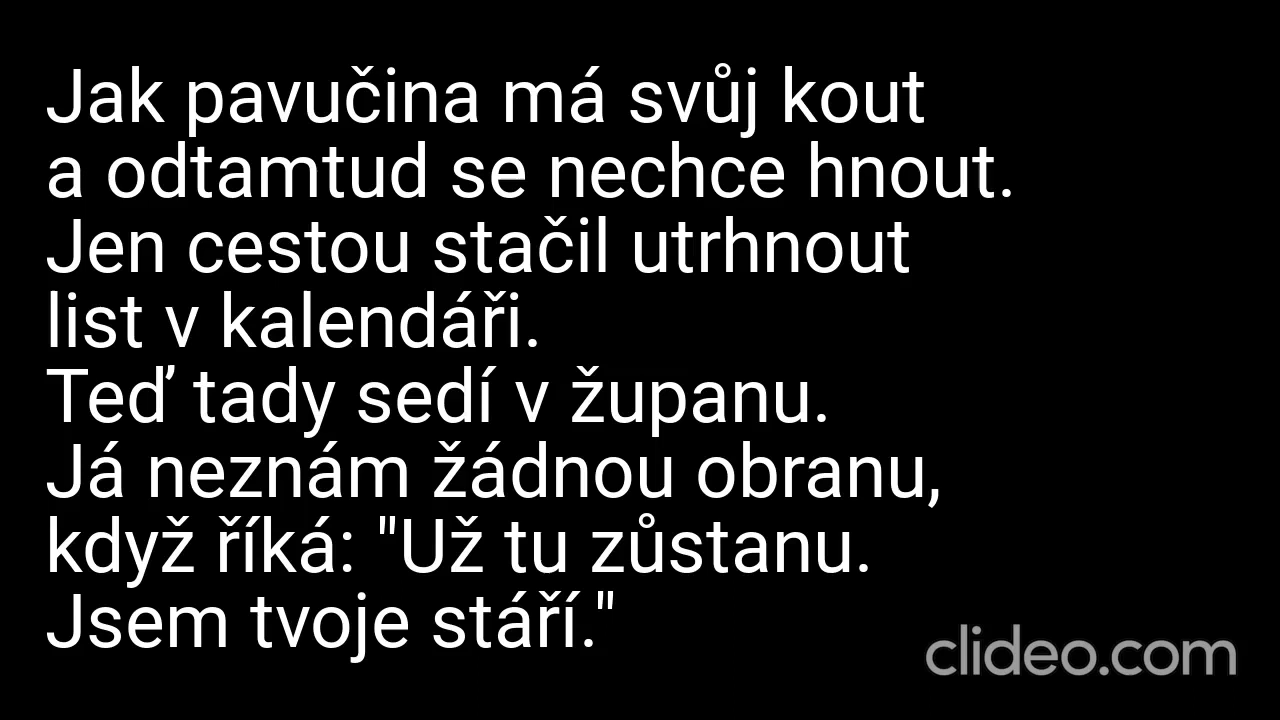 Jak pavučina má svůj kout
a odtamtud se nechce hnout.
Jen cestou stačil utrhnout
list v kalendáři.
Teď tady sedí v županu.
Já neznám žádnou obranu,
když říká: "Už tu zůstanu.
Jsem tvoje stáří."
clideo.com